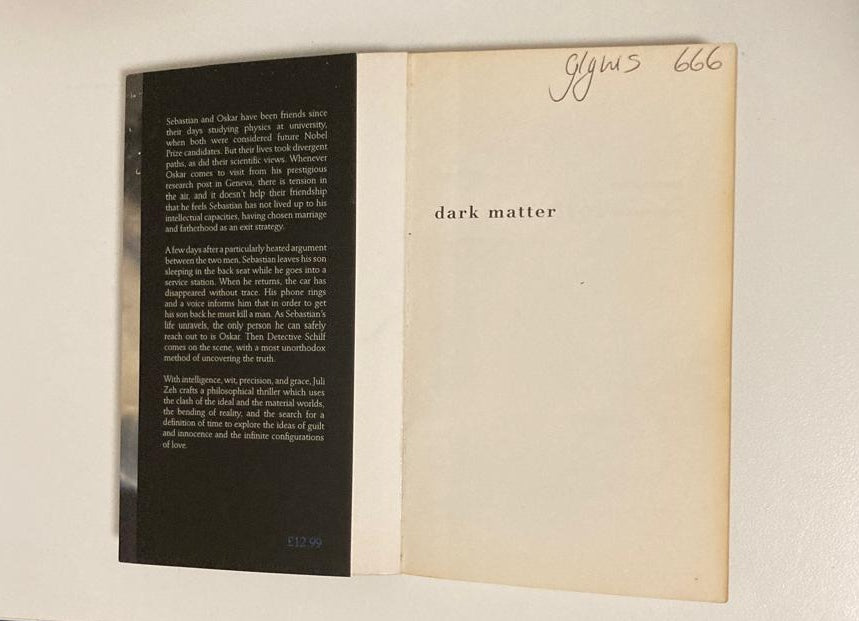 Sebastian and Oskar have been friends since
their days studying physics at university,
when both were considered future Nobel
Prize candidates. But their lives took divergent
paths, as did their scientific views. Whenever
Oskar comes to visit from his prestigious
research post in Geneva, there is tension in
the air, and it doesn't help their friendship
that he feels Sebastian has not lived up to his
intellectual capacities, having chosen marriage
and fatherhood as an exit strategy.
A few days after a particularly heated argument
between the two men, Sebastian leaves his son
sleeping in the back seat while he goes into a
service station. When he returns, the car has
disappeared without trace. His phone rings
and a voice informs him that in order to get
his son back he must kill a man. As Sebastian's
life unravels, the only person he can safely
reach out to is Oskar. Then Detective Schilf
comes on the scene, with a most unorthodox
method of uncovering the truth.
With intelligence, wit, precision, and grace, Juli
Zeh crafts a philosophical thriller which uses
the clash of the ideal and the material worlds,
the bending of reality, and the search for a
definition of time to explore the ideas of guilt
and innocence and the infinite configurations
of love.
£12.99
Glynis 666
dark matter